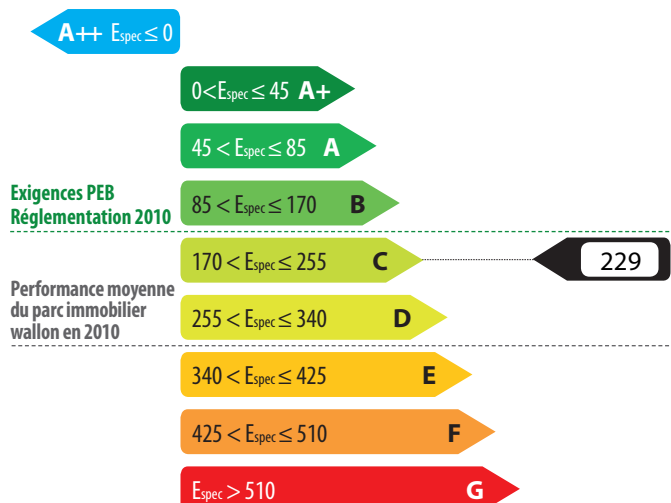 A++ Espec ≤ 0
0<Espec ≤ 45 A+
45 < Espec ≤ 85 A
Exigences PEB
Réglementation 2010
85 < Espec ≤ 170 B
170 < Espec ≤ 255 C
229
Performance moyenne
du parc immobilier
wallon en 2010
255 < Espec ≤ 340 D
340 < Espec ≤ 425 E
425 < Espec ≤ 510 F
Espec > 510 G